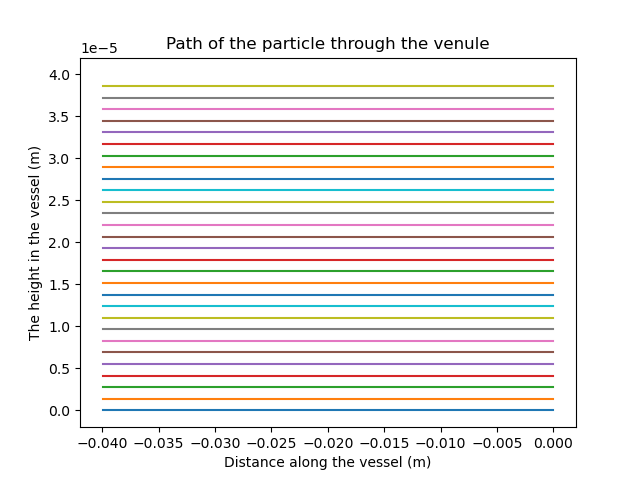 Path of the particle through the venule
1e−5
4.0
3.5
3.0
2.5
2.0
1.5
1.0
0.5
0.0
The height in the vessel (m)
−0.040 −0.035 −0.030 −0.025 −0.020 −0.015 −0.010 −0.005 0.000
Distance along the vessel (m)